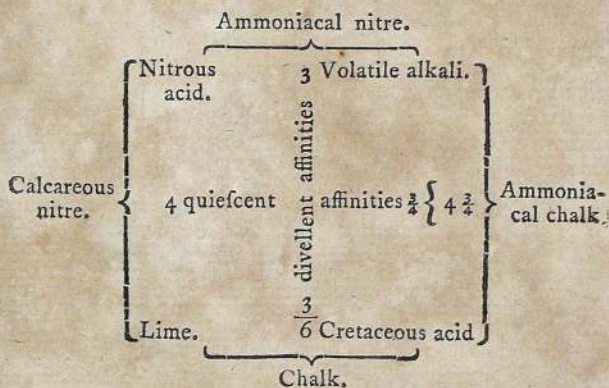 Ammoniacal nitre.
Nitrous 3 Volatile alkali.
acid.
divellent affinities
Calcareous
nitre.
4 quieſcent affinities 3/4 { 4 3/4
Ammonia-
cal chalk.
3
Lime. 6 Cretaceous acid
Chalk.